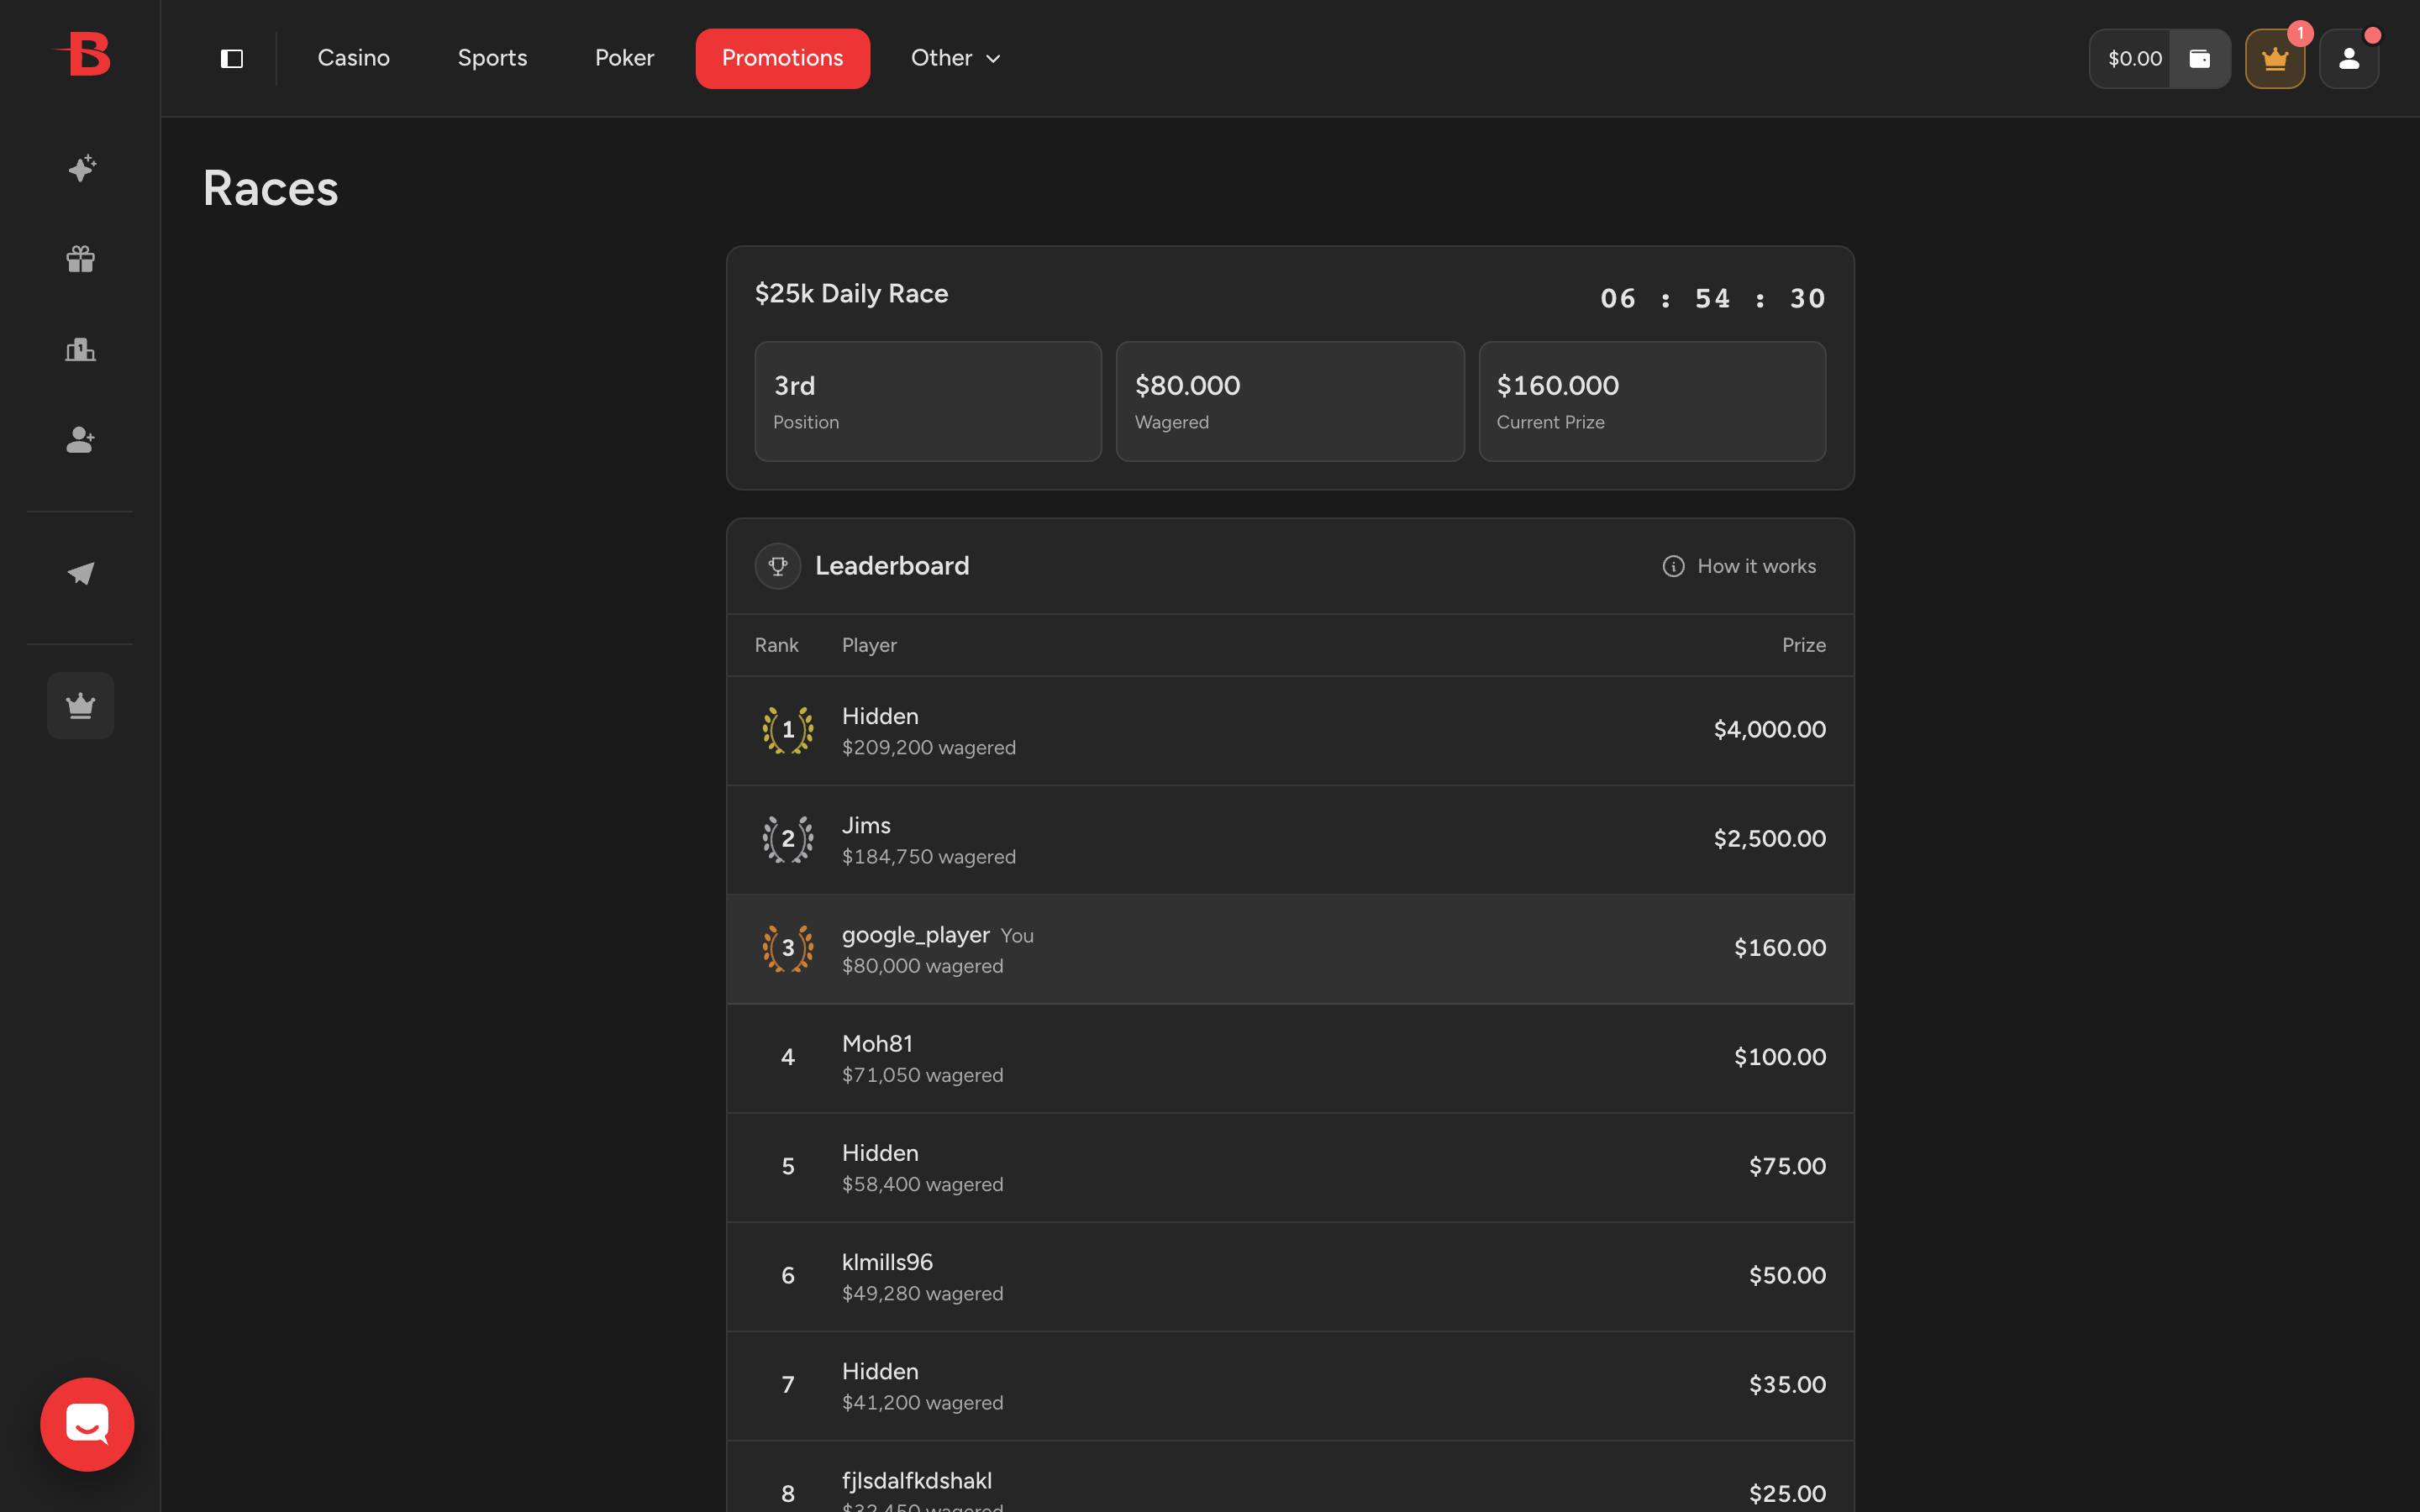 B
Casino Sports Poker Promotions Other
$0.00
1
Races
$25k Daily Race
06 : 54 : 30
3rd
Position
$80.000
Wagered
$160.000
Current Prize
Leaderboard
How it works
Rank Player Prize
1
Hidden
$209,200 wagered
$4,000.00
2
Jims
$184,750 wagered
$2,500.00
3
google_player You
$80,000 wagered
$160.00
4
Moh81
$71,050 wagered
$100.00
5
Hidden
$58,400 wagered
$75.00
6
klmills96
$49,280 wagered
$50.00
7
Hidden
$41,200 wagered
$35.00
8
fjlsdalfkdshakl
$32,450 wagered
$25.00